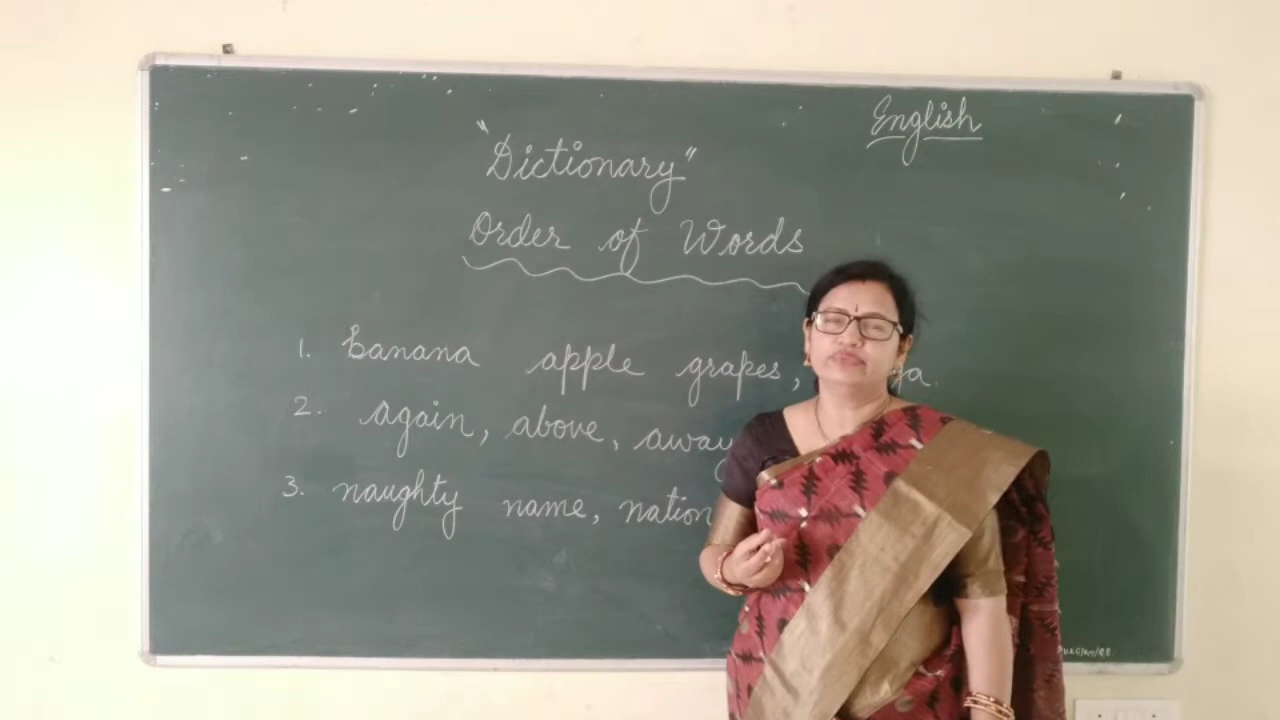 English
"Dictionary"
Order of Words
1. banana apple grapes,
2. again, above, away
3. naughty name, nation